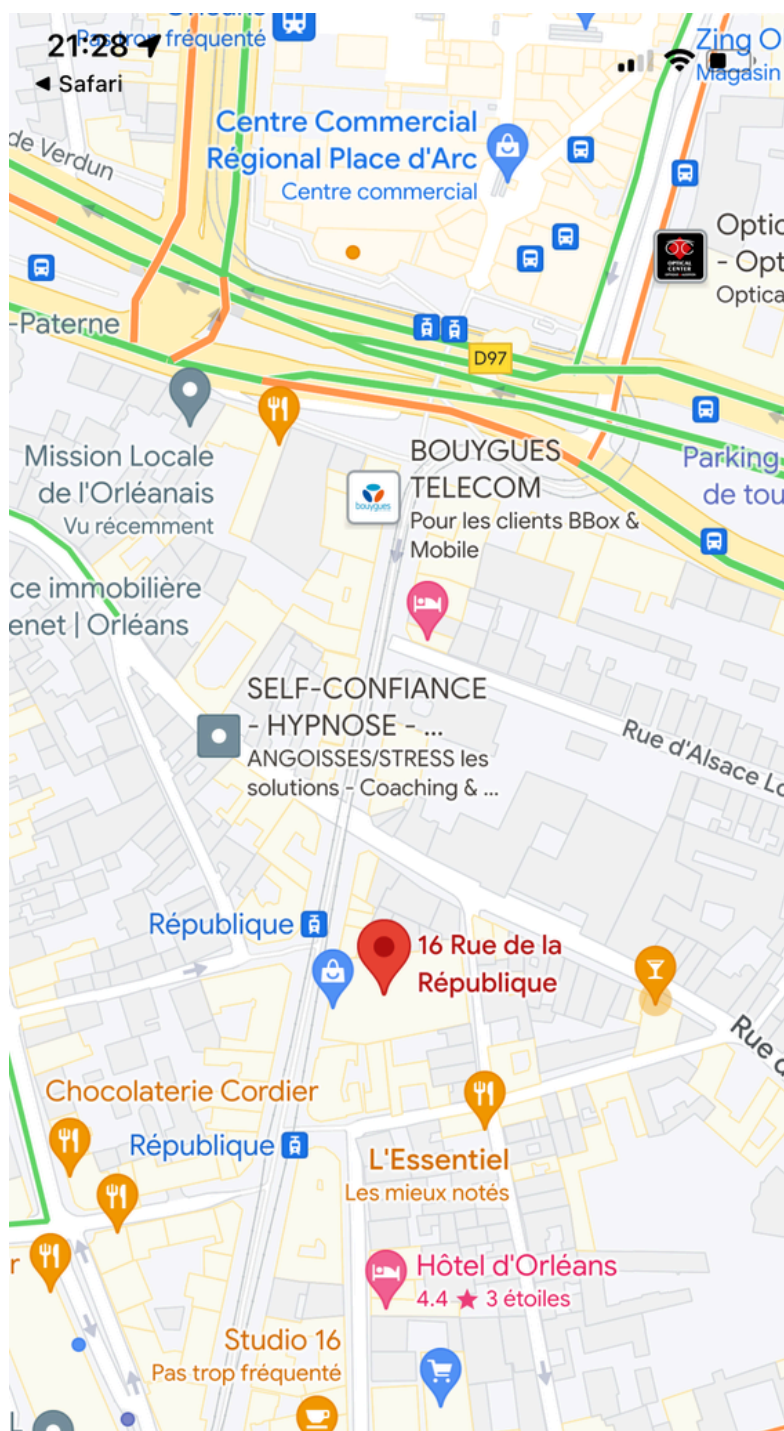 Orléans
Pas trop fréquenté
21:28
Safari
Zing O
Magasin
de Verdun
Centre Commercial
Régional Place d'Arc
Centre commercial
OPTICAL
CENTER
Optic
- Opt
Optica
-Paterne
D97
Mission Locale
de l'Orléanais
Vu récemment
bouygues
BOUYGUES
TELECOM
Pour les clients BBox &
Mobile
Parking
de tou
ce immobilière
enet | Orléans
SELF-CONFIANCE
- HYPNOSE - ...
ANGOISSES/STRESS les
solutions - Coaching & ...
Rue d'Alsace Lo
République
16 Rue de la
République
Rue d
Chocolaterie Cordier
République
L'Essentiel
Les mieux notés
r
Hôtel d'Orléans
4.4 ★ 3 étoiles
Studio 16
Pas trop fréquenté
L